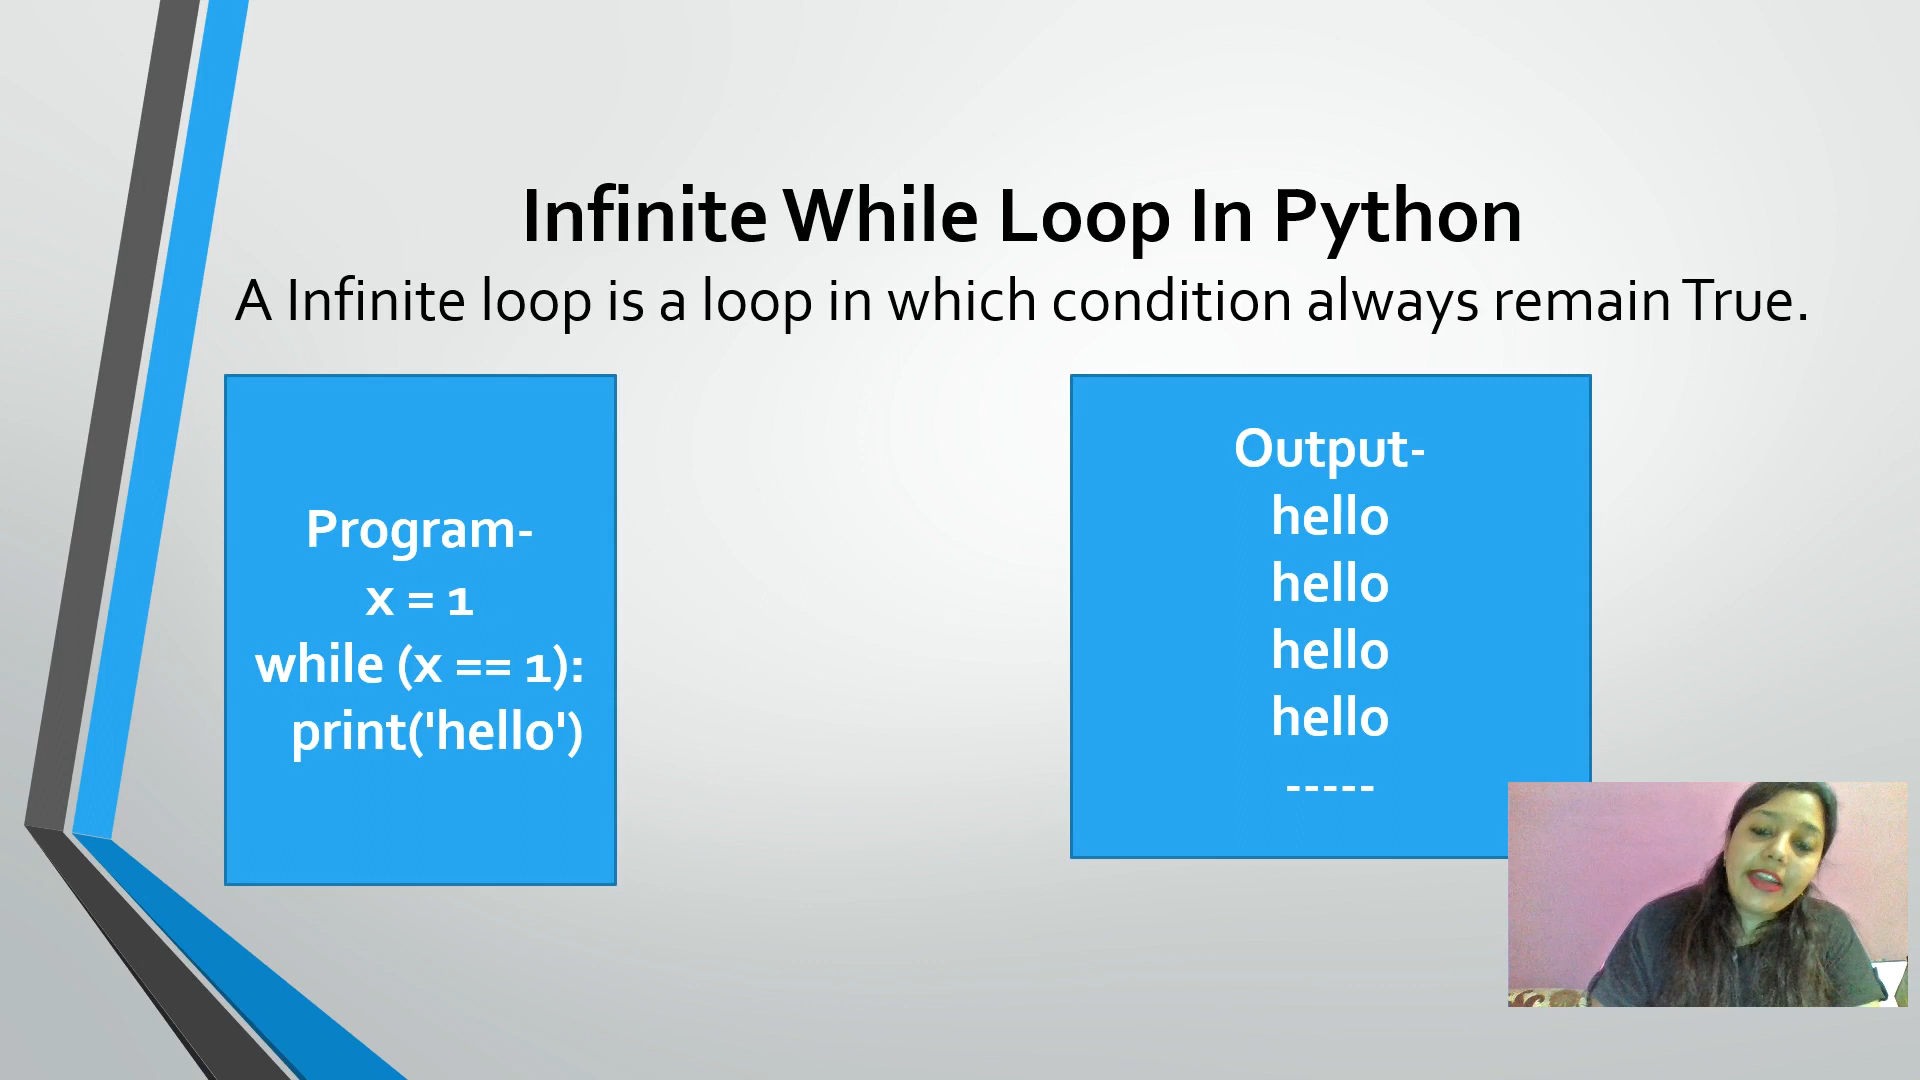 Infinite While Loop In Python
A Infinite loop is a loop in which condition always remain True.
Program-
x = 1
while (x == 1):
print('hello')
Output-
hello
hello
hello
hello
-----